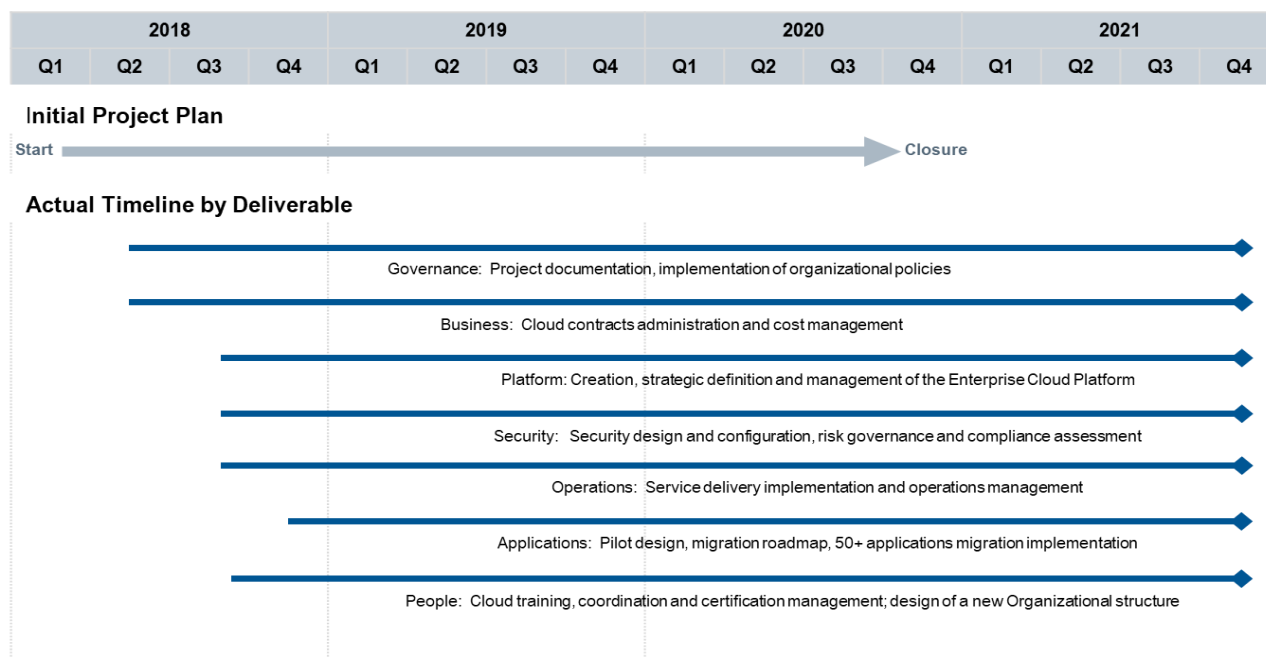 2018 2019 2020 2021
Q1 Q2 Q3 Q4 Q1 Q2 Q3 Q4 Q1 Q2 Q3 Q4 Q1 Q2 Q3 Q4
Initial Project Plan
Start Closure
Actual Timeline by Deliverable
Governance: Project documentation, implementation of organizational policies
Business: Cloud contracts administration and cost management
Platform: Creation, strategic definition and management of the Enterprise Cloud Platform
Security: Security design and configuration, risk governance and compliance assessment
Operations: Service delivery implementation and operations management
Applications: Pilot design, migration roadmap, 50+ applications migration implementation
People: Cloud training, coordination and certification management; design of a new Organizational structure